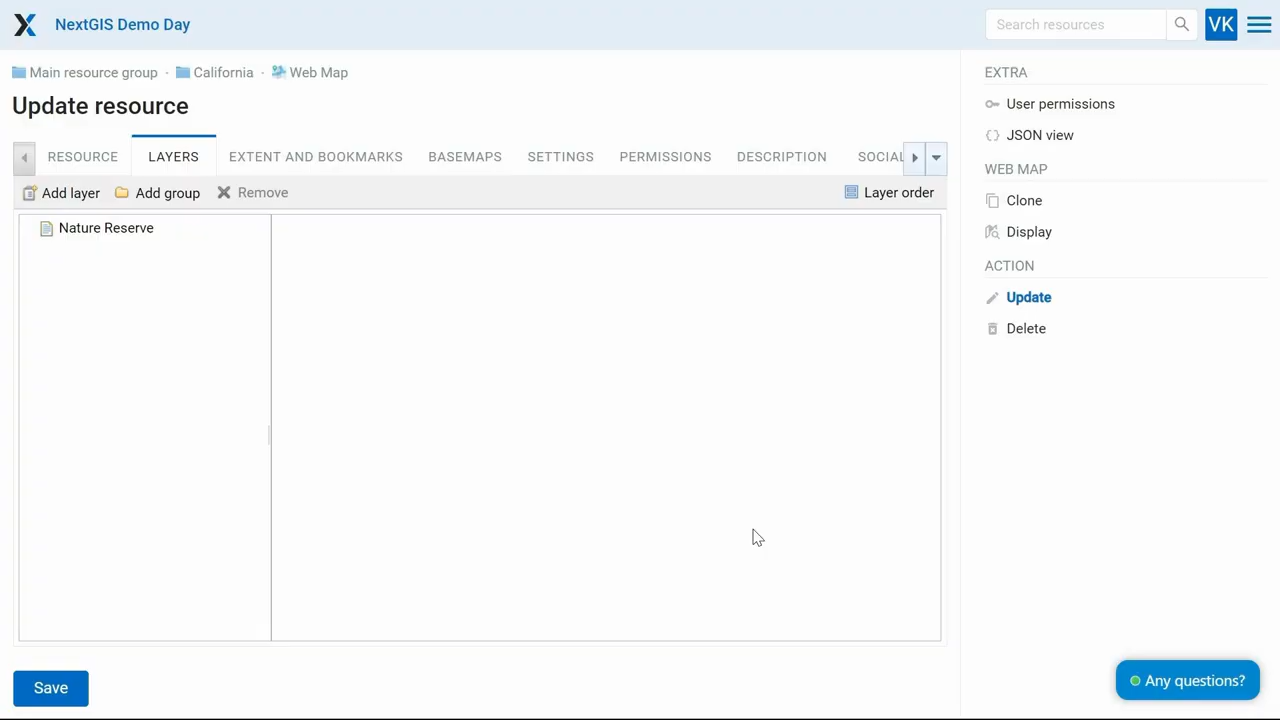 NextGIS Demo Day
Search resources
VK
Main resource group · California · Web Map
Update resource
RESOURCE LAYERS EXTENT AND BOOKMARKS BASEMAPS SETTINGS PERMISSIONS DESCRIPTION SOCIAL
Add layer Add group Remove Layer order
Nature Reserve
Save
EXTRA
User permissions
JSON view
WEB MAP
Clone
Display
ACTION
Update
Delete
Any questions?